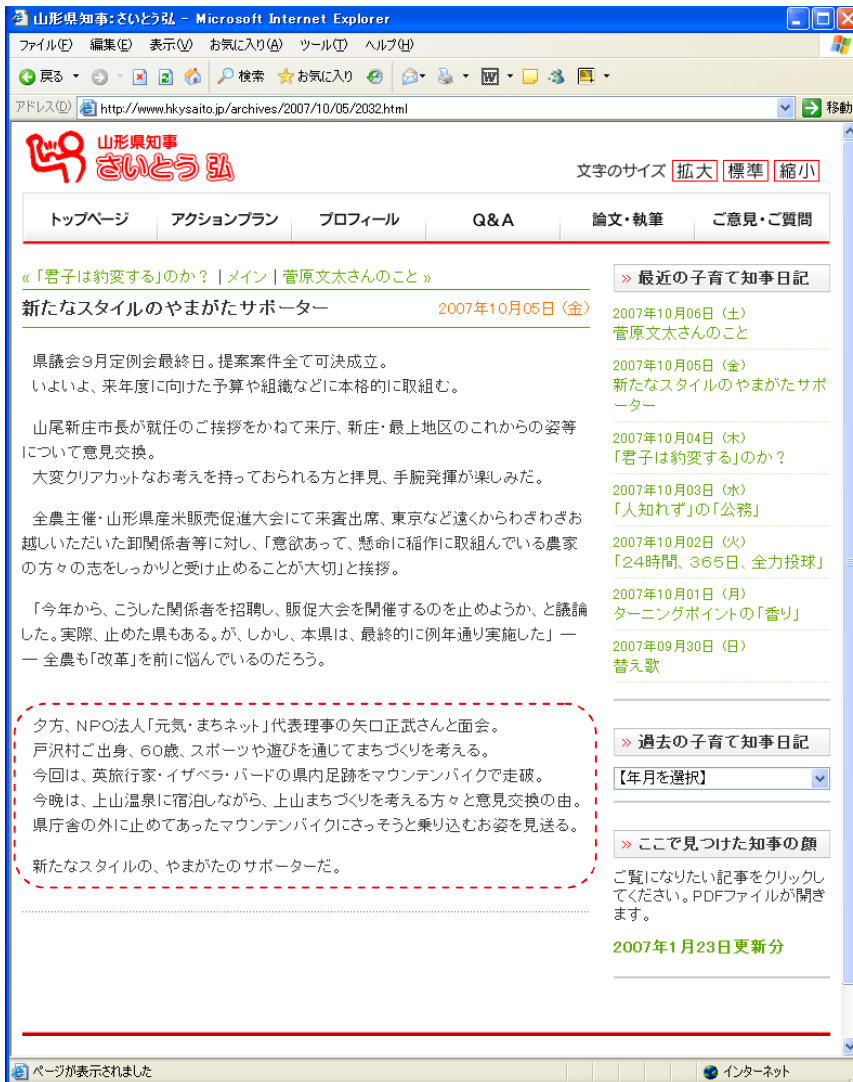 山形県知事:さいとう弘 - Microsoft Internet Explorer
ファイル(F) 編集(E) 表示(V) お気に入り(A) ツール(T) ヘルプ(H)
戻る 検索 お気に入り
アドレス(D) http://www.hkysaito.jp/archives/2007/10/05/2032.html 移動
山形県知事
さいとう 弘
文字のサイズ 拡大 標準 縮小
トップページ アクションプラン プロフィール Q&A 論文・執筆 ご意見・ご質問
« 「君子は豹変する」のか? | メイン | 菅原文太さんのこと »
新たなスタイルのやまがたサポーター 2007年10月05日 (金)
県議会9月定例会最終日。提案案件全て可決成立。
いよいよ、来年度に向けた予算や組織などに本格的に取組む。
山尾新庄市長が就任のご挨拶をかねて来庁、新庄・最上地区のこれからの姿等
について意見交換。
大変クリアカットなお考えを持っておられる方と拝見、手腕発揮が楽しみだ。
全農主催・山形県産米販売促進大会にて来賓出席、東京など遠くからわざわざお
越しいただいた卸関係者等に対し、「意欲あって、懸命に稲作に取組んでいる農家
の方々の志をしっかりと受け止めることが大切」と挨拶。
「今年から、こうした関係者を招聘し、販促大会を開催するのを止めようか、と議論
した。実際、止めた県もある。が、しかし、本県は、最終的に例年通り実施した」 ―
― 全農も「改革」を前に悩んでいるのだろう。
夕方、NPO法人「元気・まちネット」代表理事の矢口正武さんと面会。
戸沢村ご出身、60歳、スポーツや遊びを通じてまちづくりを考える。
今回は、英旅行家・イザベラ・バードの県内足跡をマウンテンバイクで走破。
今晩は、上山温泉に宿泊しながら、上山まちづくりを考える方々と意見交換の由。
県庁舎の外に止めてあったマウンテンバイクにさっそうと乗り込むお姿を見送る。
新たなスタイルの、やまがたのサポーターだ。
» 最近の子育て知事日記
2007年10月06日 (土)
菅原文太さんのこと
2007年10月05日 (金)
新たなスタイルのやまがたサポ
ーター
2007年10月04日 (木)
「君子は豹変する」のか?
2007年10月03日 (水)
「人知れず」の「公務」
2007年10月02日 (火)
「24時間、365日、全力投球」
2007年10月01日 (月)
ターニングポイントの「香り」
2007年09月30日 (日)
替え歌
» 過去の子育て知事日記
【年月を選択】
» ここで見つけた知事の顔
ご覧になりたい記事をクリックし
てください。PDFファイルが開き
ます。
2007年1月23日更新分
ページが表示されました インターネット